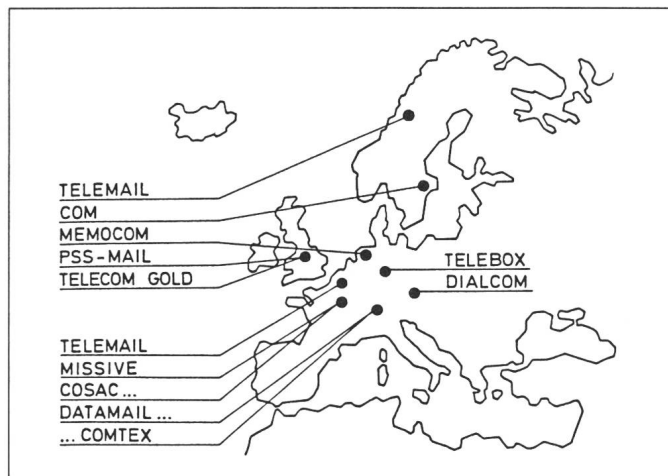 TELEMAIL
COM
MEMOCOM
PSS-MAIL
TELECOM GOLD
TELEBOX
DIALCOM
TELEMAIL
MISSIVE
COSAC ...
DATAMAIL ...
... COMTEX